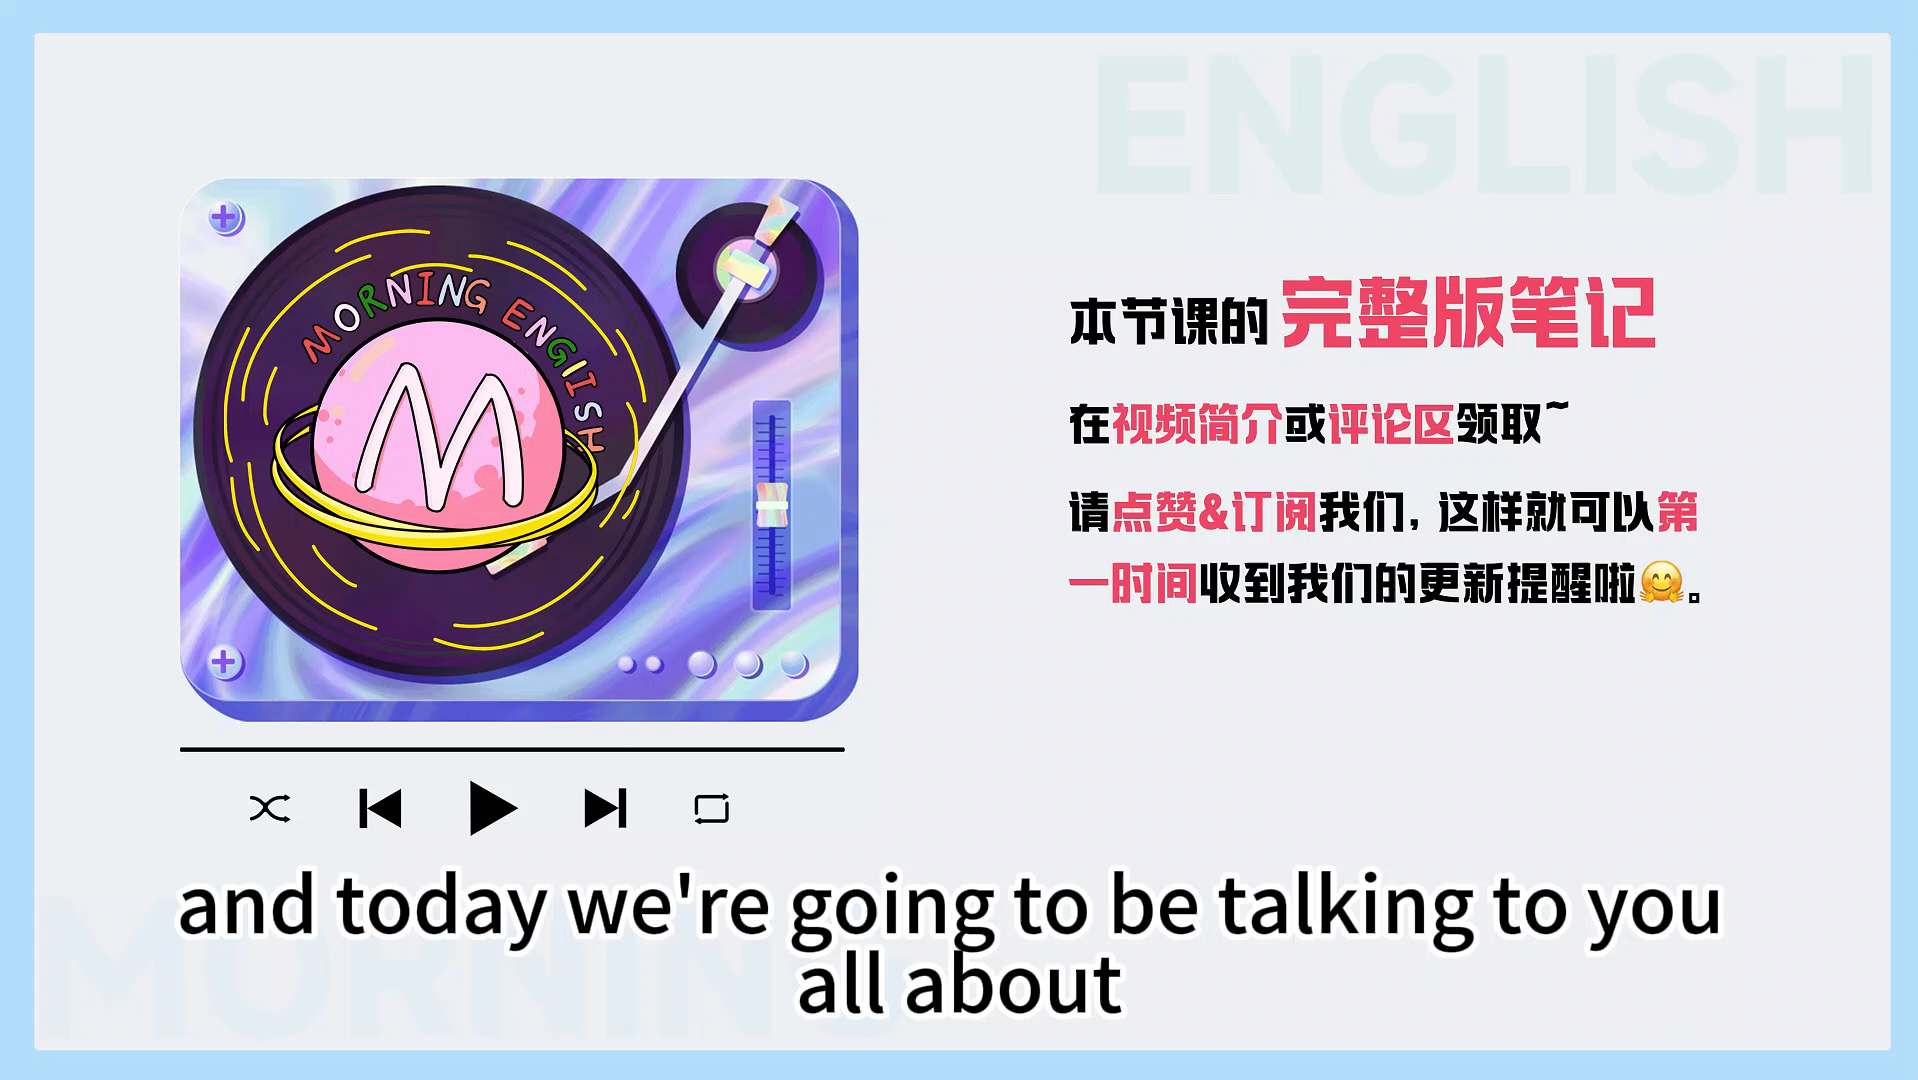 ENGLISH
MORNING ENGLISH
M
本节课的 完整版笔记
在视频简介或评论区领取~
请点赞&订阅我们，这样就可以第
一时间收到我们的更新提醒啦🤗。
and today we're going to be talking to you
all about
MORNING